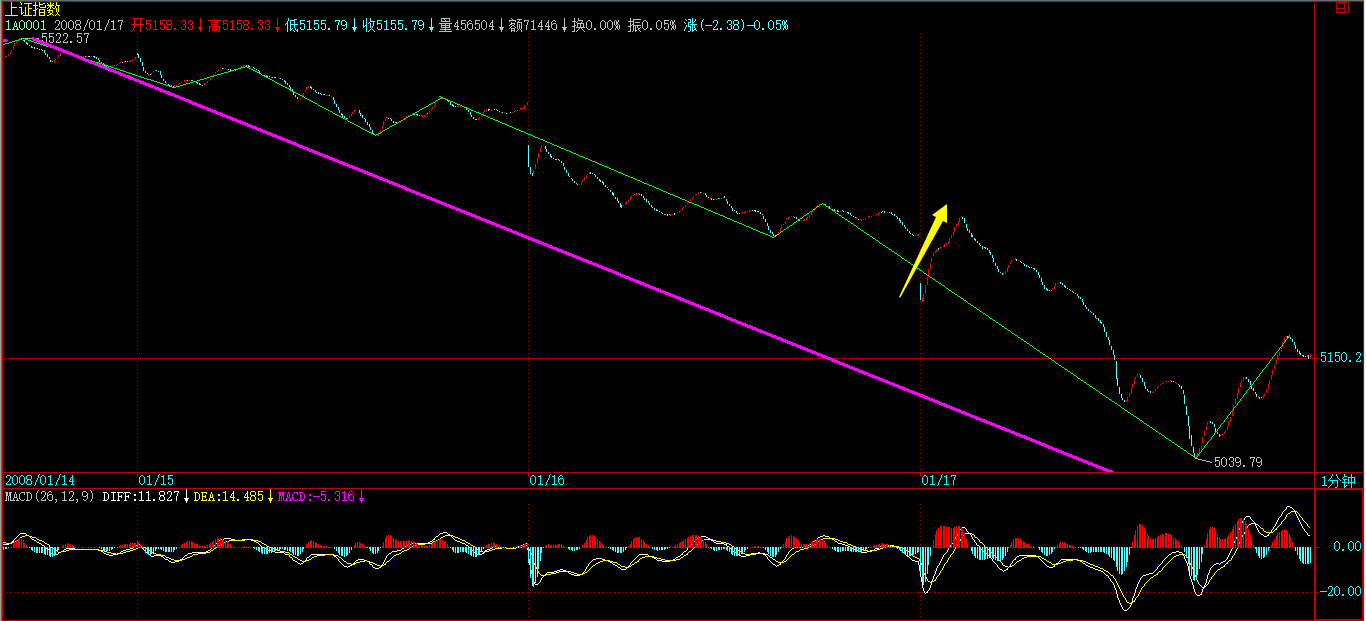 上证指数
1A0001 2008/01/17 开5158.33↓高5158.33↓低5155.79↓收5155.79↓量456504↓额71446↓换0.00% 振0.05% 涨(-2.38)-0.05%
5522.57
5150.2
5039.79
2008/01/14 01/15 01/16 01/17 1分钟
MACD(26,12,9) DIFF:11.827↓DEA:14.485↓MACD:-5.316↓
0.00
-20.00